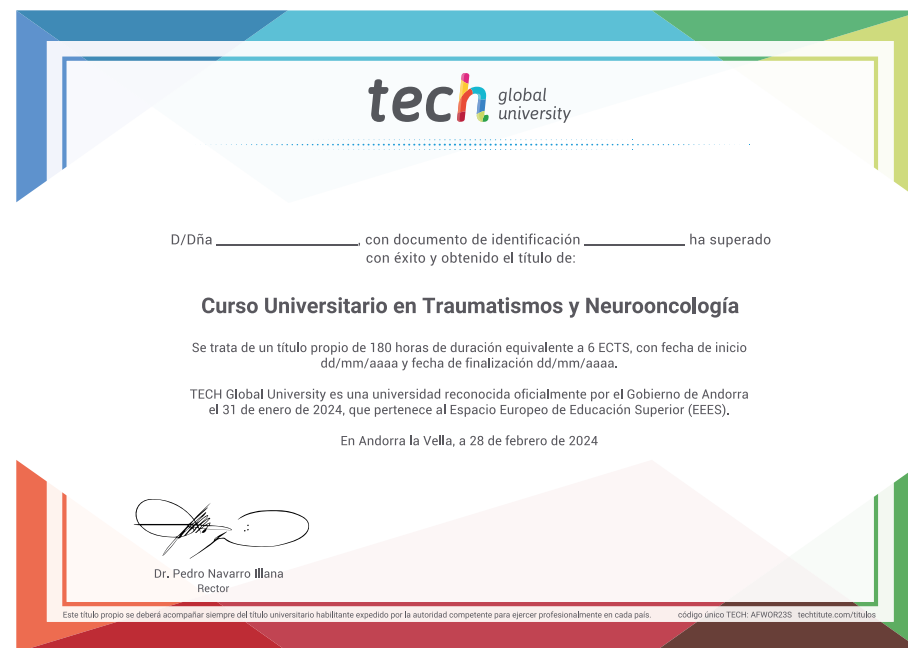 tech global university
D/Dña ____________________, con documento de identificación ______________ ha superado
con éxito y obtenido el título de:
Curso Universitario en Traumatismos y Neurooncología
Se trata de un título propio de 180 horas de duración equivalente a 6 ECTS, con fecha de inicio
dd/mm/aaaa y fecha de finalización dd/mm/aaaa.
TECH Global University es una universidad reconocida oficialmente por el Gobierno de Andorra
el 31 de enero de 2024, que pertenece al Espacio Europeo de Educación Superior (EEES).
En Andorra la Vella, a 28 de febrero de 2024
Dr. Pedro Navarro Illana
Rector
Este título propio se deberá acompañar siempre del título universitario habilitante expedido por la autoridad competente para ejercer profesionalmente en cada país. código único TECH: AFWOR23S techtitute.com/titulos